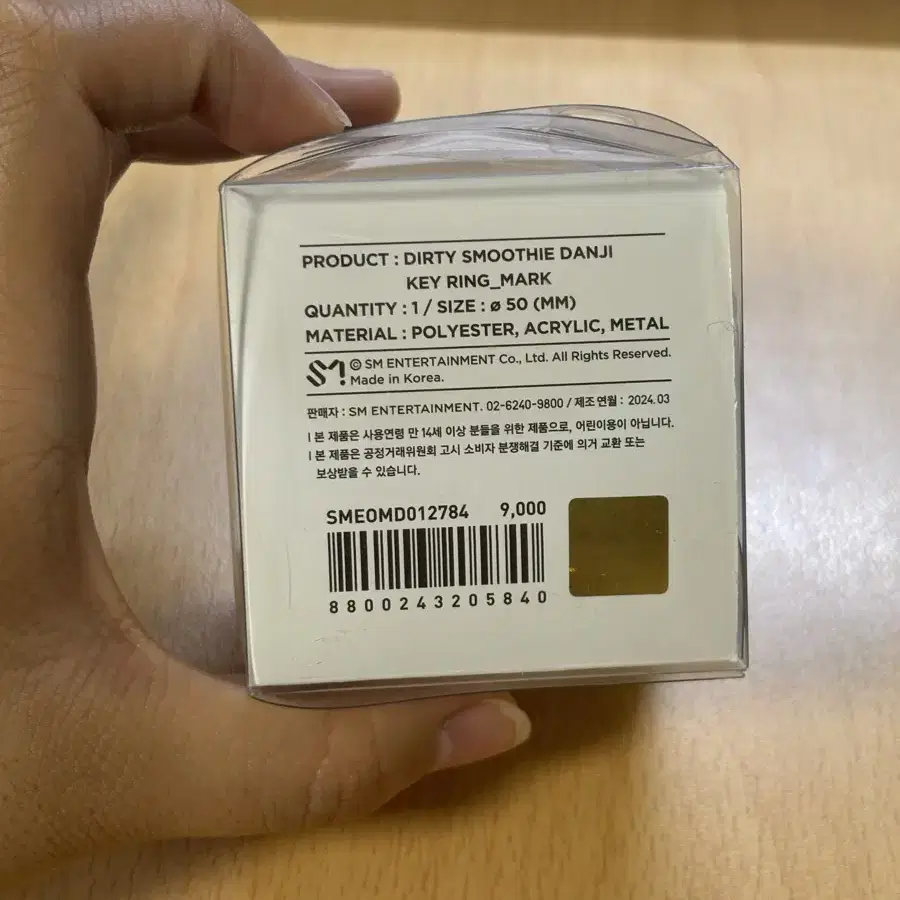 PRODUCT : DIRTY SMOOTHIE DANJI
KEY RING_MARK
QUANTITY : 1 / SIZE : ø 50 (MM)
MATERIAL : POLYESTER, ACRYLIC, METAL
SM! © SM ENTERTAINMENT Co., Ltd. All Rights Reserved.
Made in Korea.
판매자 : SM ENTERTAINMENT. 02-6240-9800 / 제조연월 : 2024.03
l 본 제품은 사용연령 만 14세 이상 분들을 위한 제품으로, 어린이용이 아닙니다.
l 본 제품은 공정거래위원회 고시 소비자 분쟁해결 기준에 의거 교환 또는
보상받을 수 있습니다.
SMEOMD012784 9,000
8800243205840